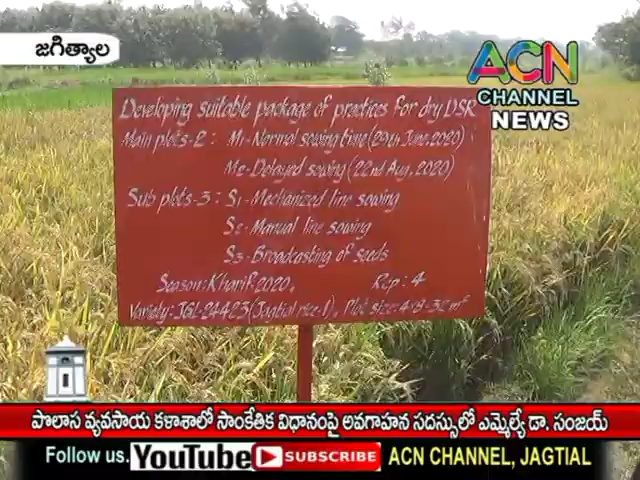 జగిత్యాల
ACN
CHANNEL
NEWS
Developing suitable package of practices For dry DSR
Main plots-2 : M1-Normal sowing time (29th June, 2020)
M2-Delayed sowing (22nd Aug, 2020)
Sub plots-3 : S1-Mechanized line sowing
S2-Manual line sowing
S3-Broadcasting of seeds
Season: Kharif 2020. Rep: 4
Variety: JGL-24423 (Jagtial rice-1), Plot size: 4x8=32 m²
పొలాస వ్యవసాయ కళాశాలో సాంకేతిక విధానంపై అవగాహన సదస్సులో ఎమ్మెల్యే డా. సంజయ్
Follow us. YouTube SUBSCRIBE ACN CHANNEL, JAGTIAL